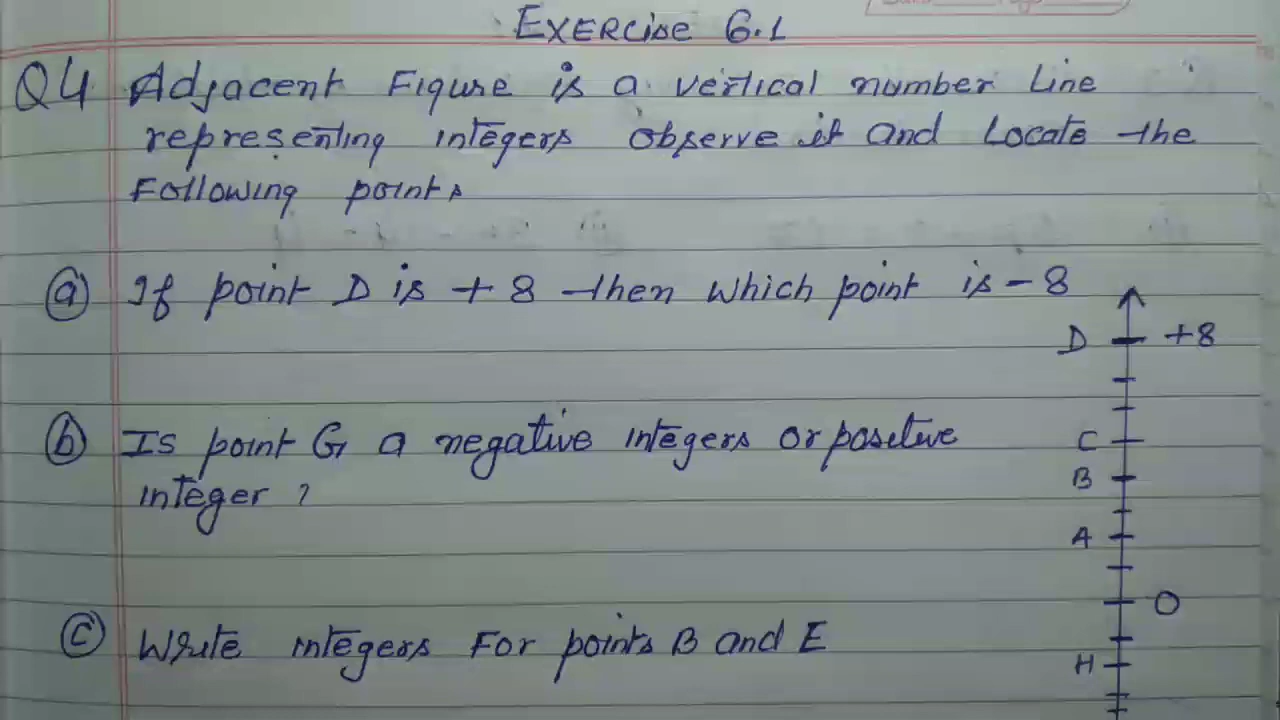 EXERCISE 6.1
Q4 Adjacent Figure is a vertical number Line
representing integers observe it and Locate the
Following points
(a) If point D is + 8 then which point is - 8
D +8
(b) Is point G a negative integers or positive
integer ?
C
B
A
O
(c) Write integers For points B and E
H